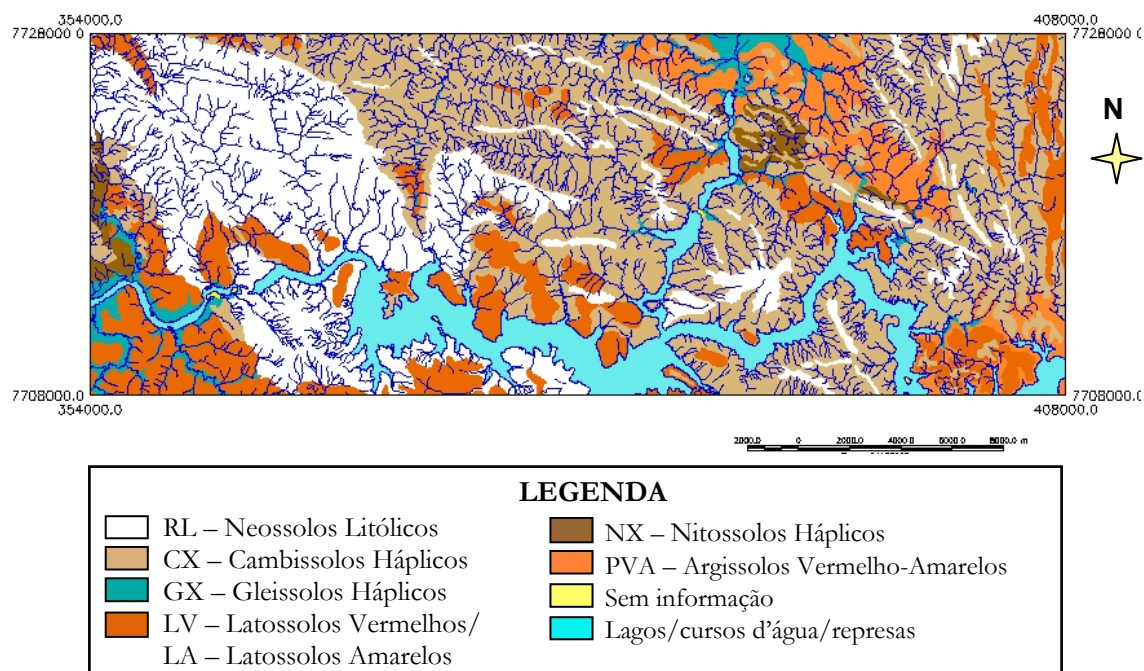 354000.0 408000.0
7728000 0 7728000 0
N
7708000.0 7708000.0
354000.0 408000.0
2000.0 0 2000.0 4000.0 6000.0 8000.0 m
LEGENDA
RL – Neossolos Litólicos
CX – Cambissolos Háplicos
GX – Gleissolos Háplicos
LV – Latossolos Vermelhos/
LA – Latossolos Amarelos
NX – Nitossolos Háplicos
PVA – Argissolos Vermelho-Amarelos
Sem informação
Lagos/cursos d’água/represas